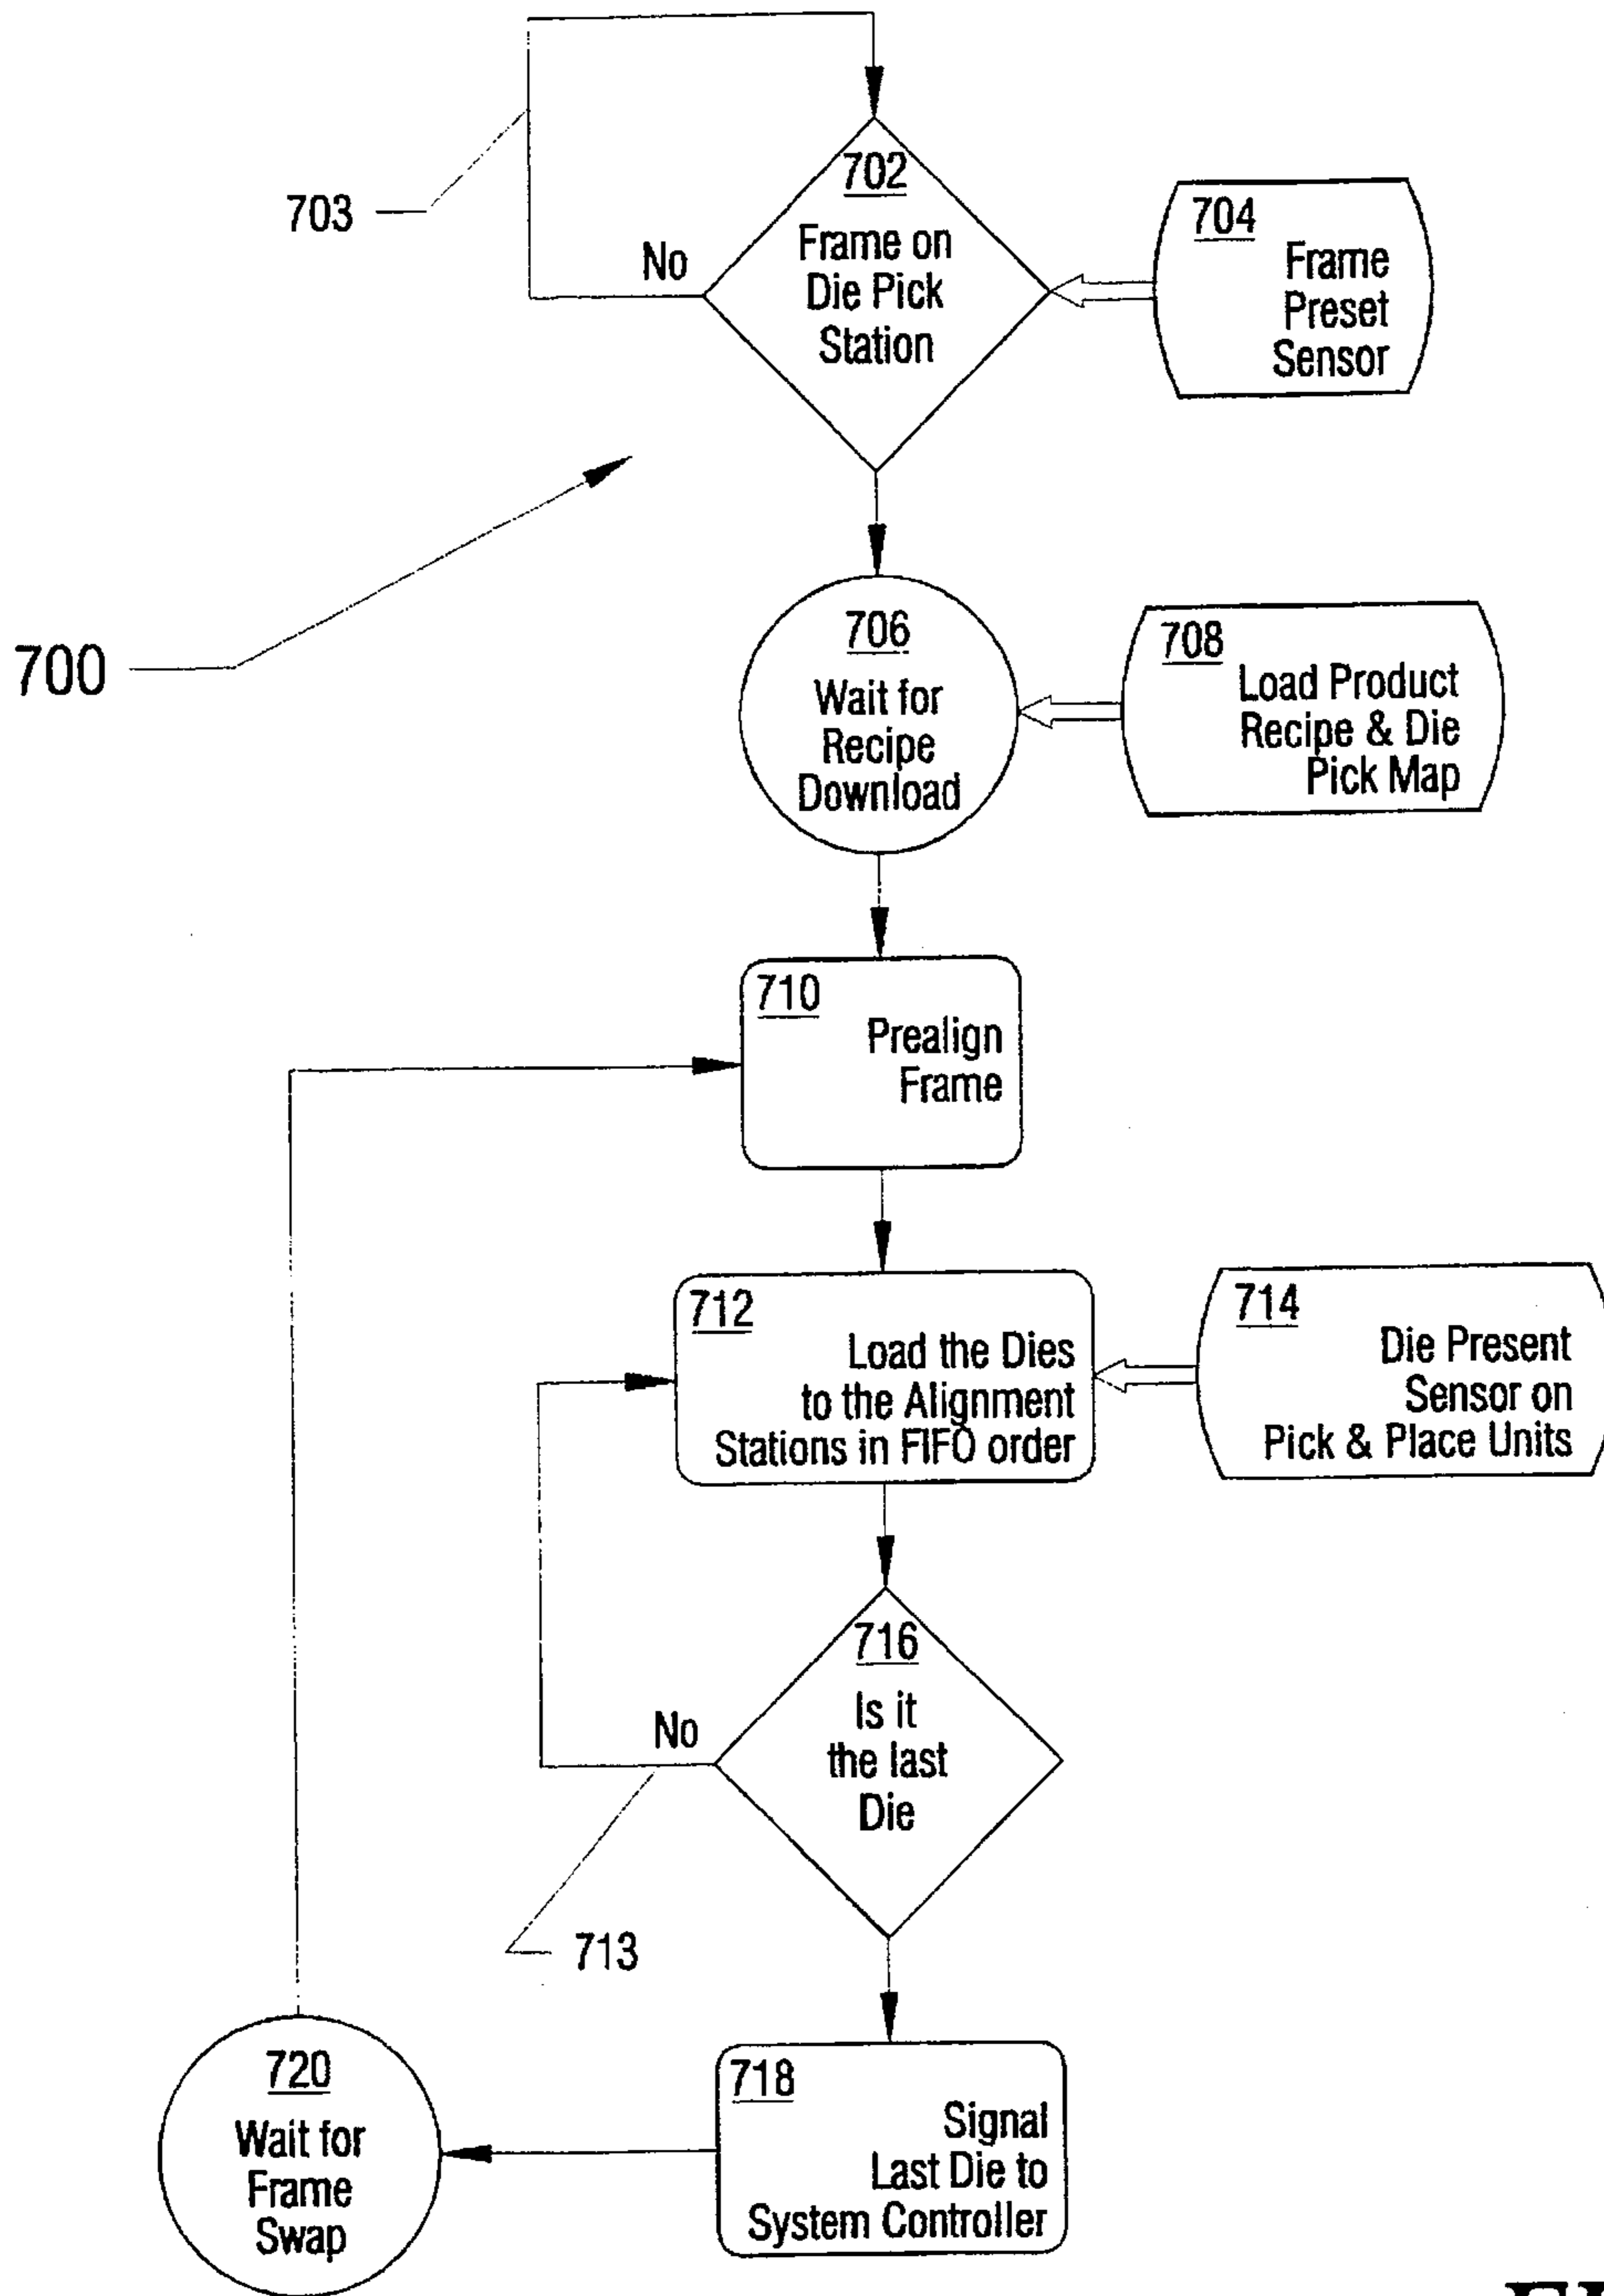 702
Frame on
Die Pick
Station
703
No
704
Frame
Preset
Sensor
700
706
Wait for
Recipe
Download
708
Load Product
Recipe & Die
Pick Map
710
Prealign
Frame
712
Load the Dies
to the Alignment
Stations in FIFO order
714
Die Present
Sensor on
Pick & Place Units
716
Is it
the last
Die
No
713
718
Signal
Last Die to
System Controller
720
Wait for
Frame
Swap